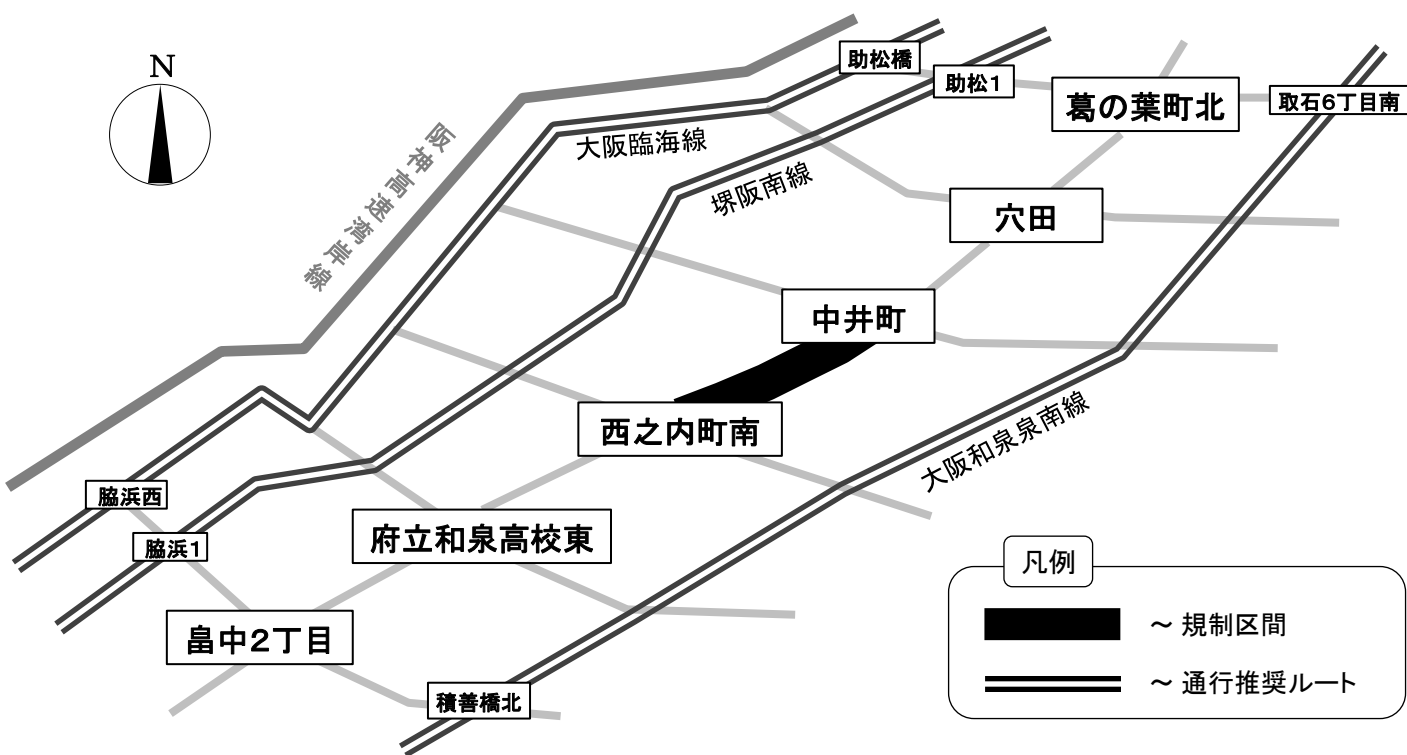 N
助松橋
助松1
葛の葉町北
取石6丁目南
大阪臨海線
阪神高速湾岸線
堺阪南線
穴田
中井町
西之内町南
大阪和泉泉南線
脇浜西
脇浜1
府立和泉高校東
畠中2丁目
積善橋北
凡例
～ 規制区間
～ 通行推奨ルート